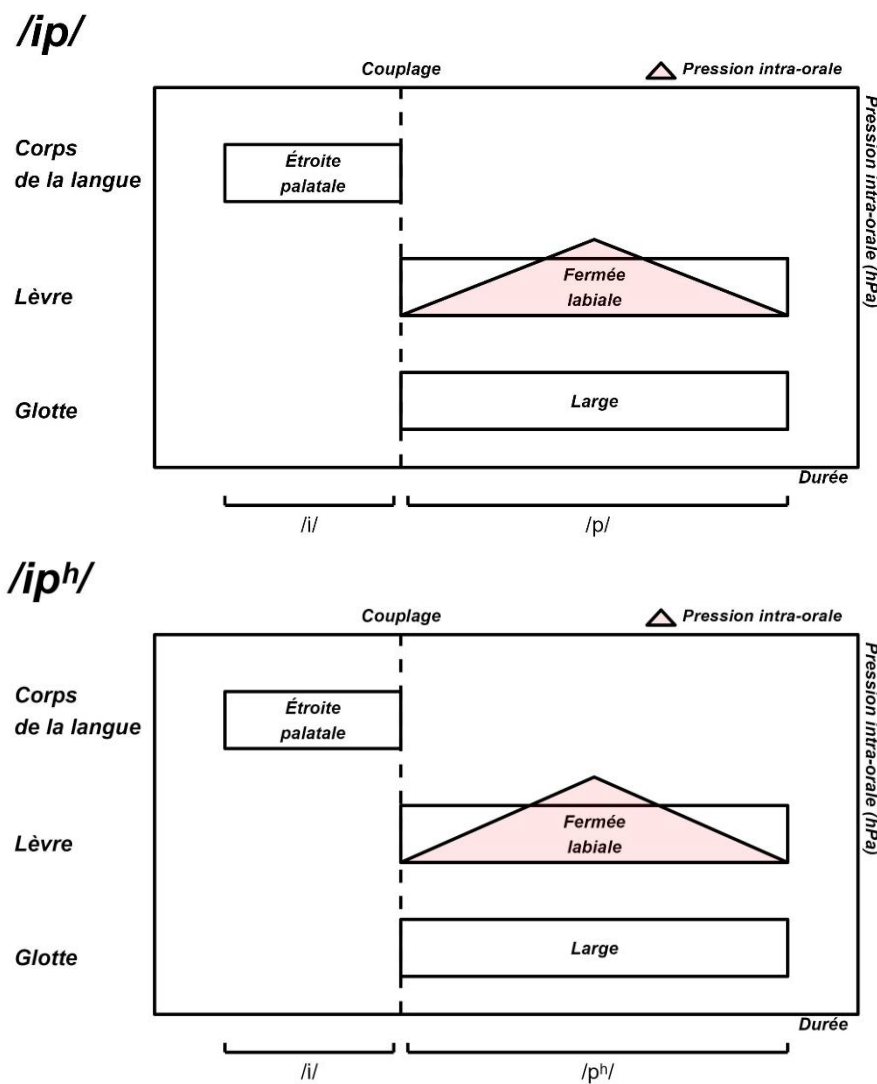 /ip/
Couplage
Pression intra-orale
Corps
de la langue
Étroite
palatale
Lèvre
Fermée
labiale
Glotte
Large
Pression intra-orale (hPa)
Durée
/i/
/p/
/ipʰ/
Couplage
Pression intra-orale
Corps
de la langue
Étroite
palatale
Lèvre
Fermée
labiale
Glotte
Large
Pression intra-orale (hPa)
Durée
/i/
/pʰ/